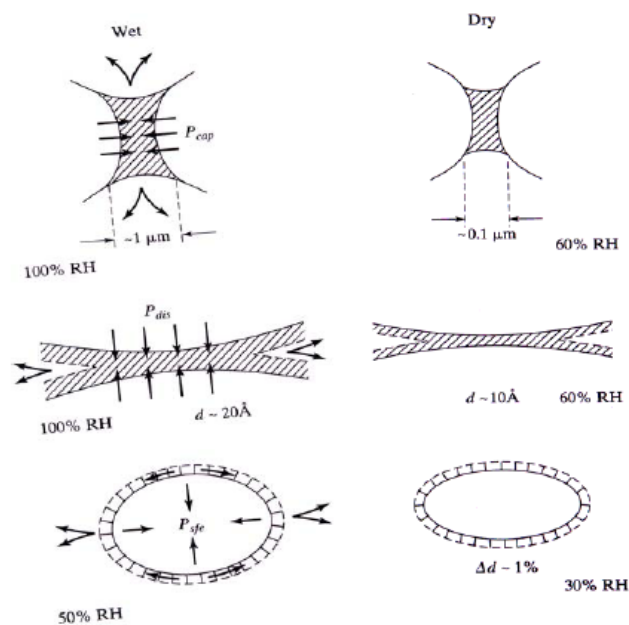 Wet
Dry
P_cap
~1 μm
~0.1 μm
100% RH
60% RH
P_dis
d ~ 20Å
d ~10Å
100% RH
60% RH
P_sfe
Δd ~ 1%
50% RH
30% RH